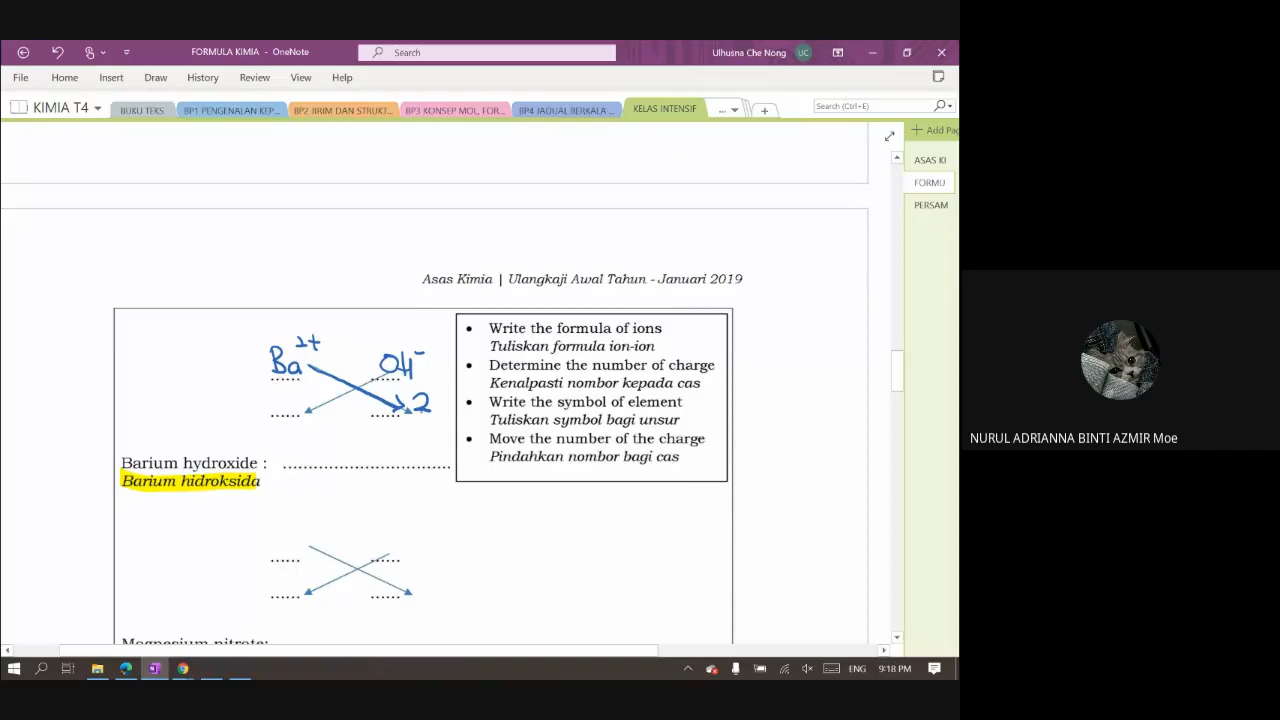 FORMULA KIMIA - OneNote
Search
Ulhusna Che Nong
UC
File Home Insert Draw History Review View Help
KIMIA T4
BUKU TEKS
BP1 PENGENALAN KEP...
BP2 JIRIM DAN STRUKT...
BP3 KONSEP MOL, FOR...
BP4 JADUAL BERKALA ...
KELAS INTENSIF
...
Search (Ctrl+E)
Add Pag
ASAS KI
FORMU
PERSAM
Asas Kimia | Ulangkaji Awal Tahun - Januari 2019
Ba²⁺ OH⁻
...... ......
...... ...... 2
• Write the formula of ions
Tuliskan formula ion-ion
• Determine the number of charge
Kenalpasti nombor kepada cas
• Write the symbol of element
Tuliskan symbol bagi unsur
• Move the number of the charge
Pindahkan nombor bagi cas
Barium hydroxide : ................................
Barium hidroksida
...... ......
...... ......
Magnesium nitrate:
ENG 9:18 PM
NURUL ADRIANNA BINTI AZMIR Moe